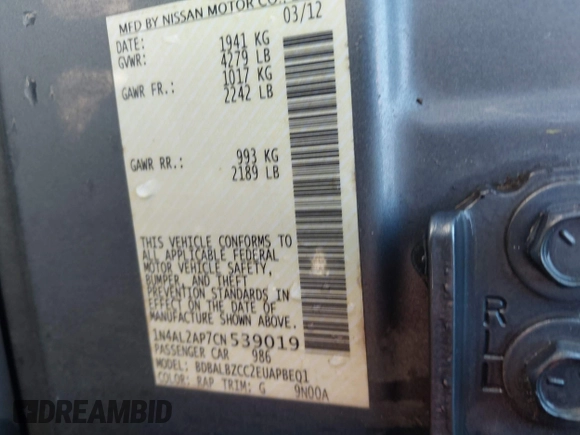 MFD BY NISSAN MOTOR CO.
03/12
DATE: 1941 KG
GVWR: 4279 LB
GAWR FR.: 1017 KG
2242 LB
GAWR RR.: 993 KG
2189 LB
THIS VEHICLE CONFORMS TO
ALL APPLICABLE FEDERAL
MOTOR VEHICLE SAFETY,
BUMPER, AND THEFT
PREVENTION STANDARDS IN
EFFECT ON THE DATE OF
MANUFACTURE SHOWN ABOVE.
1N4AL2AP7CN539019
PASSENGER CAR 986
MODEL: BDBALBZCCZEUAPBEQ1
COLOR: RAP TRIM: G 9N00A
R
DREAMBID